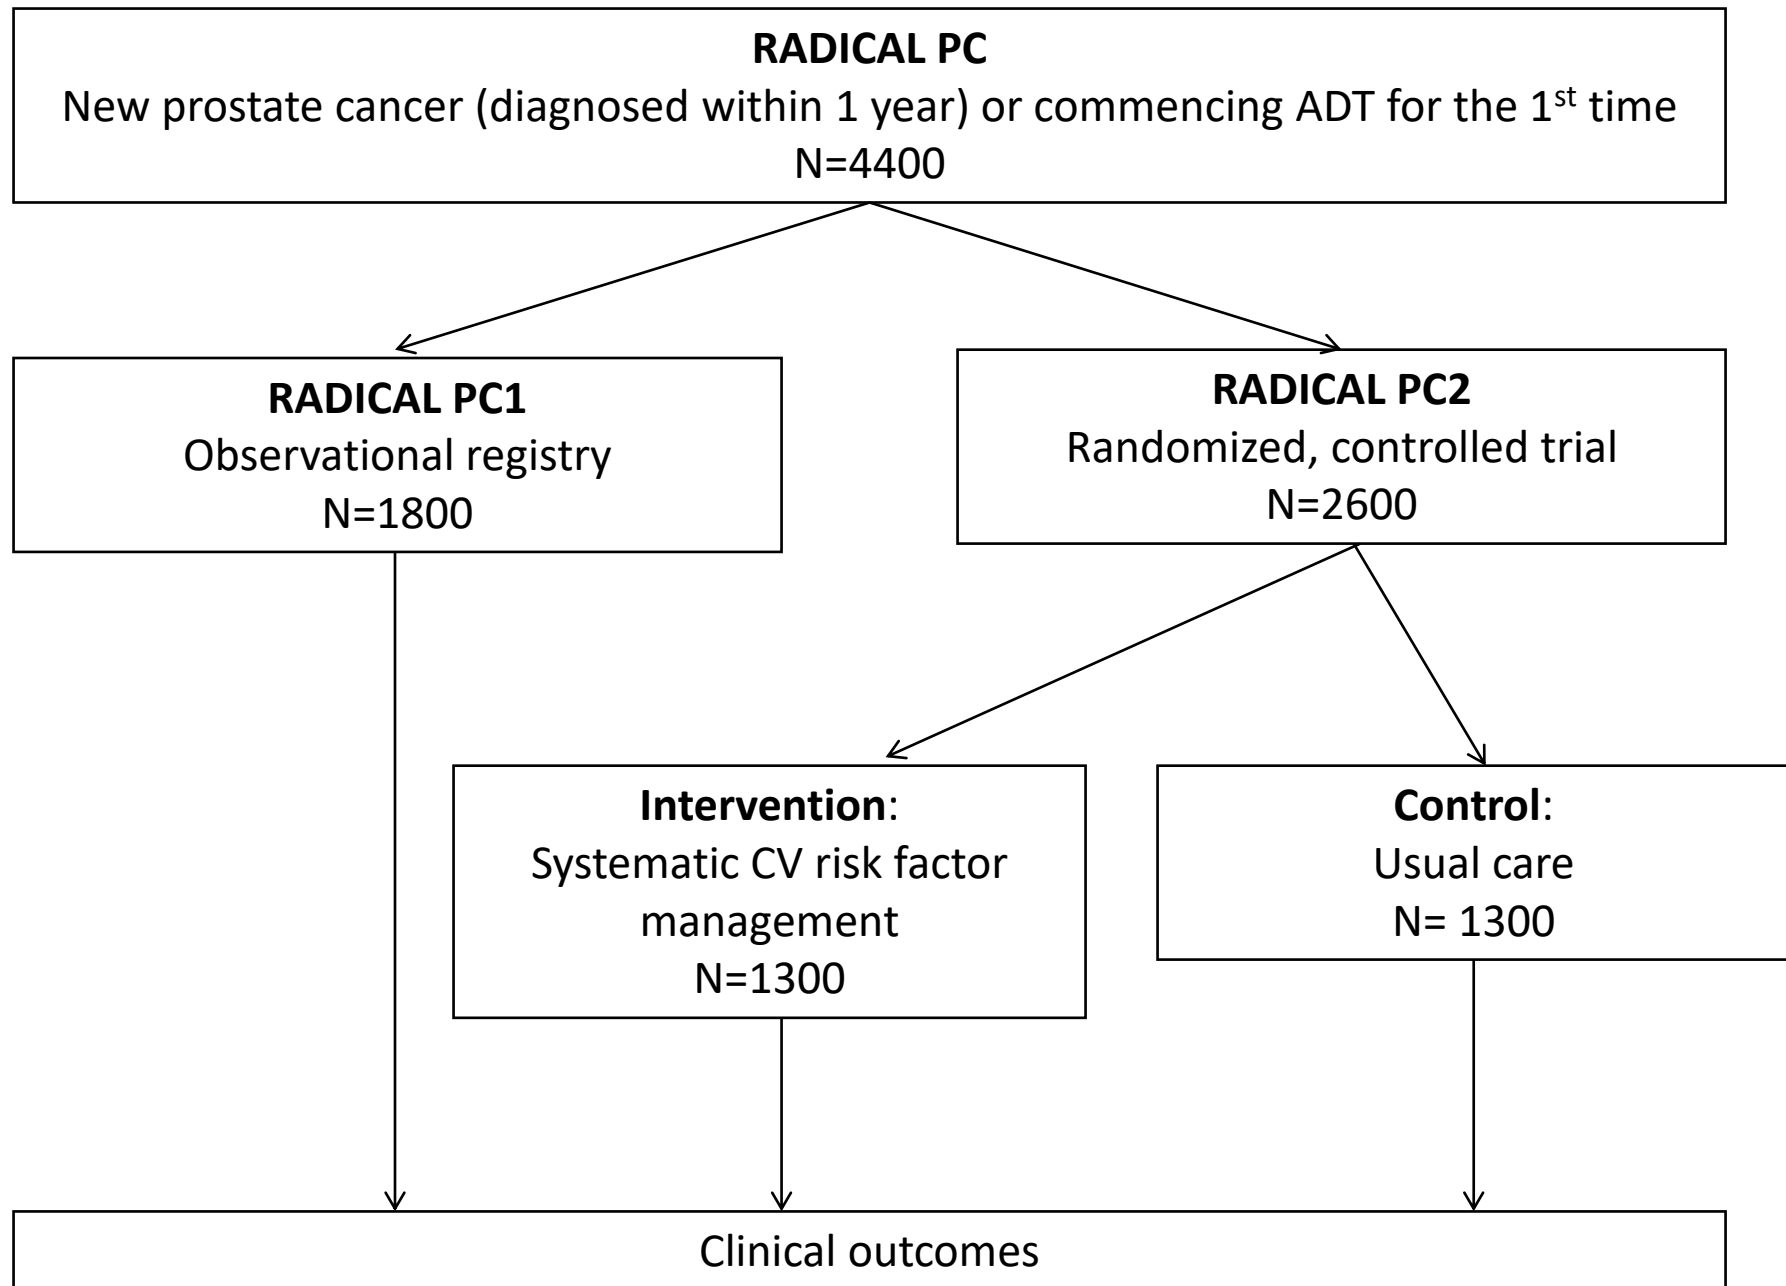 RADICAL PC
New prostate cancer (diagnosed within 1 year) or commencing ADT for the 1st time
N=4400
RADICAL PC1
Observational registry
N=1800
RADICAL PC2
Randomized, controlled trial
N=2600
Intervention:
Systematic CV risk factor
management
N=1300
Control:
Usual care
N= 1300
Clinical outcomes